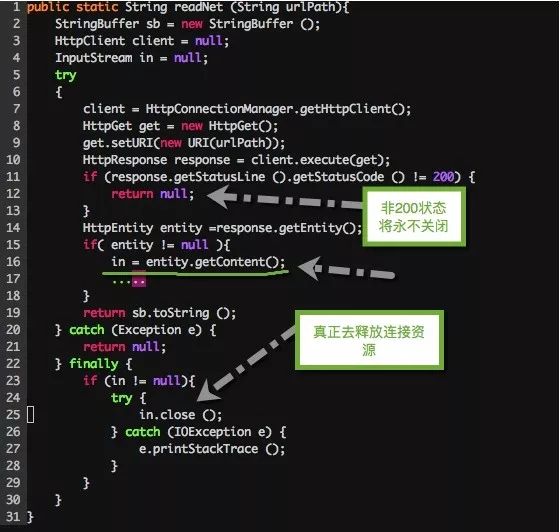 1 public static String readNet (String urlPath){
2 StringBuffer sb = new StringBuffer ();
3 HttpClient client = null;
4 InputStream in = null;
5 try
6 {
7 client = HttpConnectionManager.getHttpClient();
8 HttpGet get = new HttpGet();
9 get.setURI(new URI(urlPath));
10 HttpResponse response = client.execute(get);
11 if (response.getStatusLine ().getStatusCode () != 200) {
12 return null;
13 }
非200状态
将永不关闭
14 HttpEntity entity =response.getEntity();
15 if( entity != null ){
16 in = entity.getContent();
17 .....
18 }
19 return sb.toString ();
20 } catch (Exception e) {
21 return null;
真正去释放连接资
源
22 } finally {
23 if (in != null){
24 try {
25 in.close ();
26 } catch (IOException e) {
27 e.printStackTrace ();
28 }
29 }
30 }
31 }